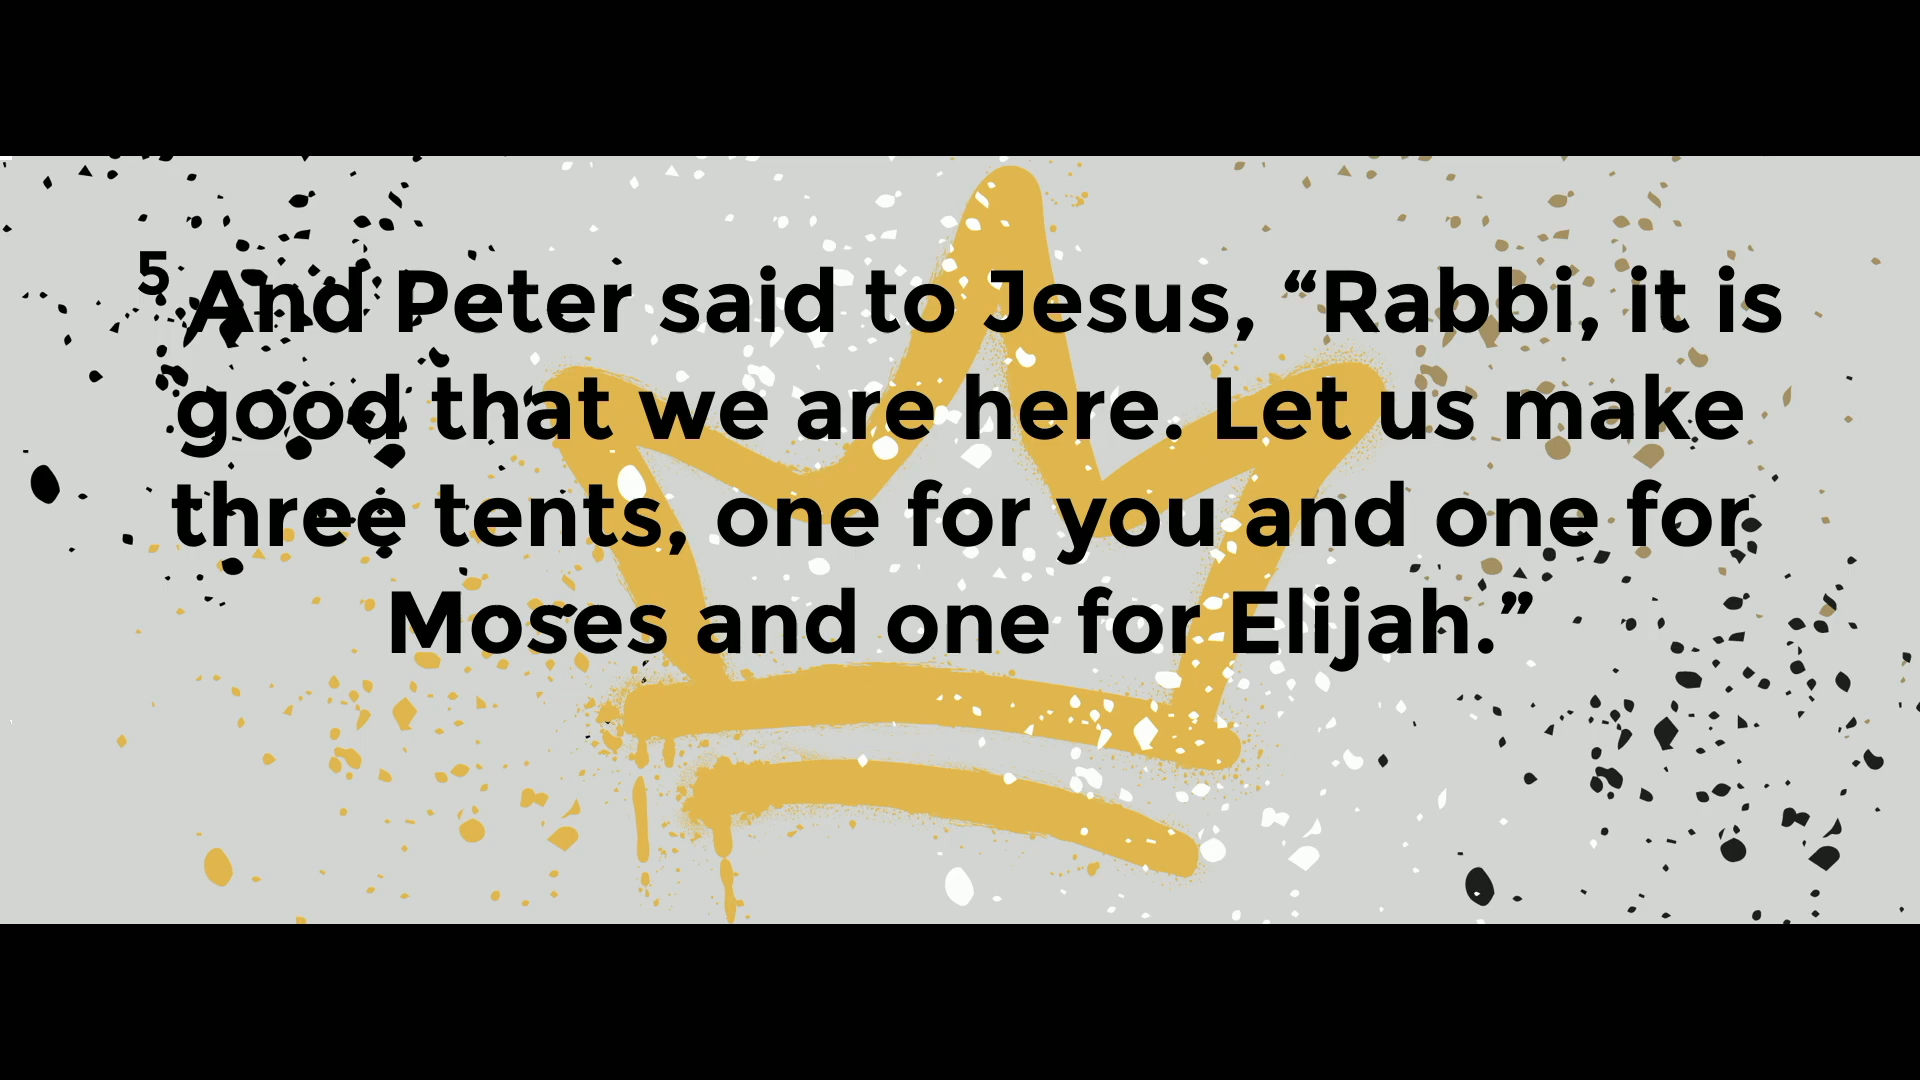 5 And Peter said to Jesus, “Rabbi, it is
good that we are here. Let us make
three tents, one for you and one for
Moses and one for Elijah.”